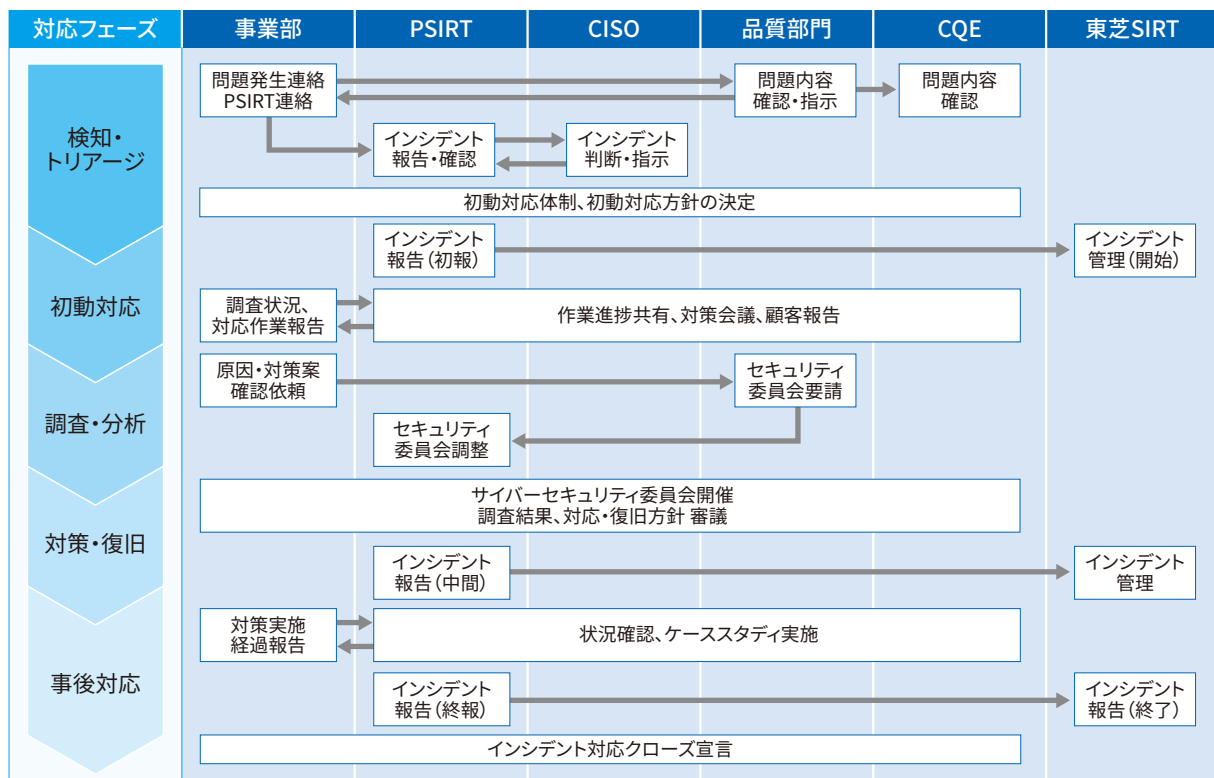 対応フェーズ
事業部
PSIRT
CISO
品質部門
CQE
東芝SIRT
検知・
トリアージ
問題発生連絡
PSIRT連絡
問題内容
確認・指示
問題内容
確認
インシデント
報告・確認
インシデント
判断・指示
初動対応体制、初動対応方針の決定
インシデント
報告（初報）
インシデント
管理（開始）
初動対応
調査状況、
対応作業報告
作業進捗共有、対策会議、顧客報告
調査・分析
原因・対策案
確認依頼
セキュリティ
委員会要請
セキュリティ
委員会調整
サイバーセキュリティ委員会開催
調査結果、対応・復旧方針 審議
対策・復旧
インシデント
報告（中間）
インシデント
管理
事後対応
対策実施
経過報告
状況確認、ケーススタディ実施
インシデント
報告（終報）
インシデント
報告（終了）
インシデント対応クローズ宣言